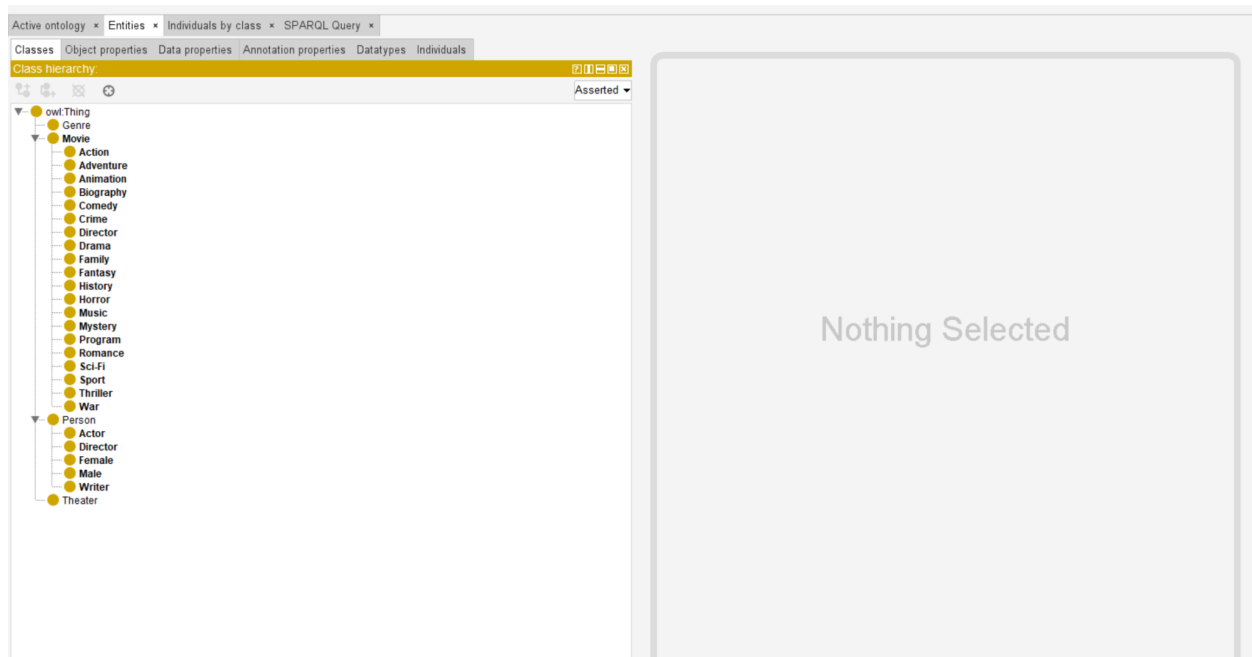 Active ontology × Entities × Individuals by class × SPARQL Query ×
Classes Object properties Data properties Annotation properties Datatypes Individuals
Class hierarchy:
Asserted
owl:Thing
Genre
Movie
Action
Adventure
Animation
Biography
Comedy
Crime
Director
Drama
Family
Fantasy
History
Horror
Music
Mystery
Program
Romance
Sci-Fi
Sport
Thriller
War
Person
Actor
Director
Female
Male
Writer
Theater
Nothing Selected